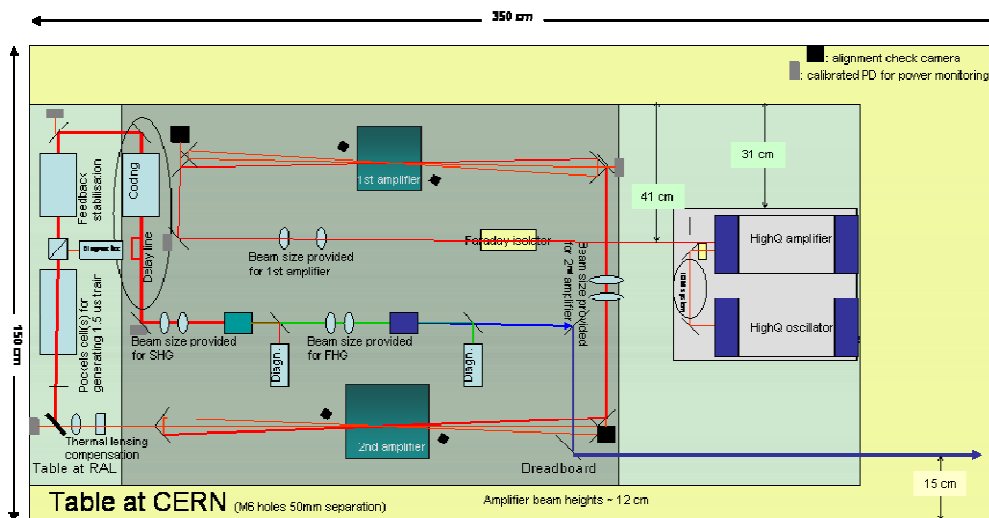 350 cm
: alignment check camera
: calibrated PD for power monitoring
31 cm
41 cm
1st amplifier
Feedback
stabilisation
Coding
Delay line
Faraday isolator
Beam size provided
for 1st amplifier
Beam size provided
for 2nd amplifier
HighQ amplifier
HighQ oscilator
150 cm
Pockels cell(s) for
generating 1.5 us train
Beam size provided
for SHG
Beam size provided
for FHG
Diagn.
Diagn.
2nd amplifier
Thermal lensing
compensation
Table at RAL
Dreadboard
15 cm
Table at CERN (M6 holes 50mm separation)
Amplifier beam heights ~ 12 cm